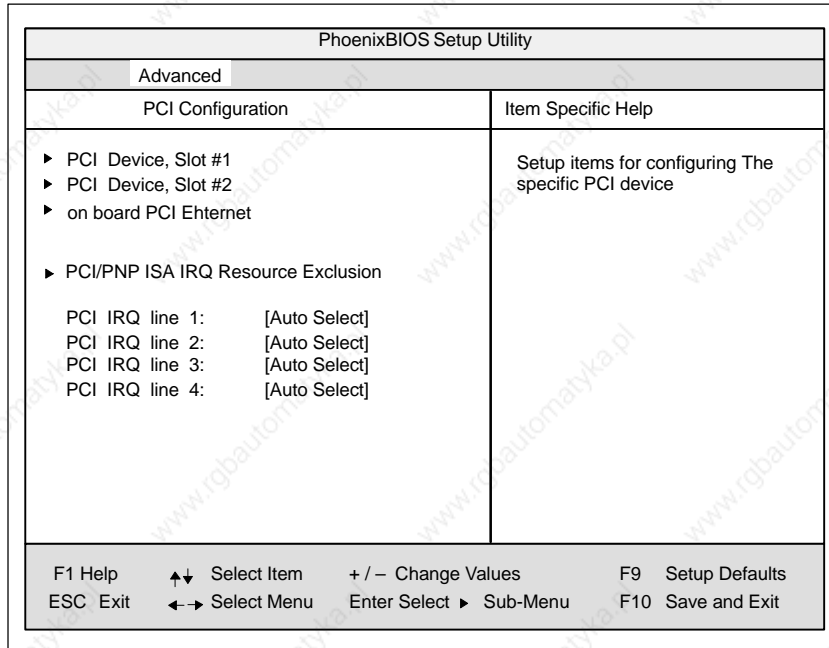 PhoenixBIOS Setup Utility
Advanced
PCI Configuration
Item Specific Help
PCI Device, Slot #1
PCI Device, Slot #2
on board PCI Ehternet
PCI/PNP ISA IRQ Resource Exclusion
PCI IRQ line 1: [Auto Select]
PCI IRQ line 2: [Auto Select]
PCI IRQ line 3: [Auto Select]
PCI IRQ line 4: [Auto Select]
Setup items for configuring The
specific PCI device
F1 Help Select Item + / – Change Values F9 Setup Defaults
ESC Exit Select Menu Enter Select Sub-Menu F10 Save and Exit
www.rgbautomatyka.pl